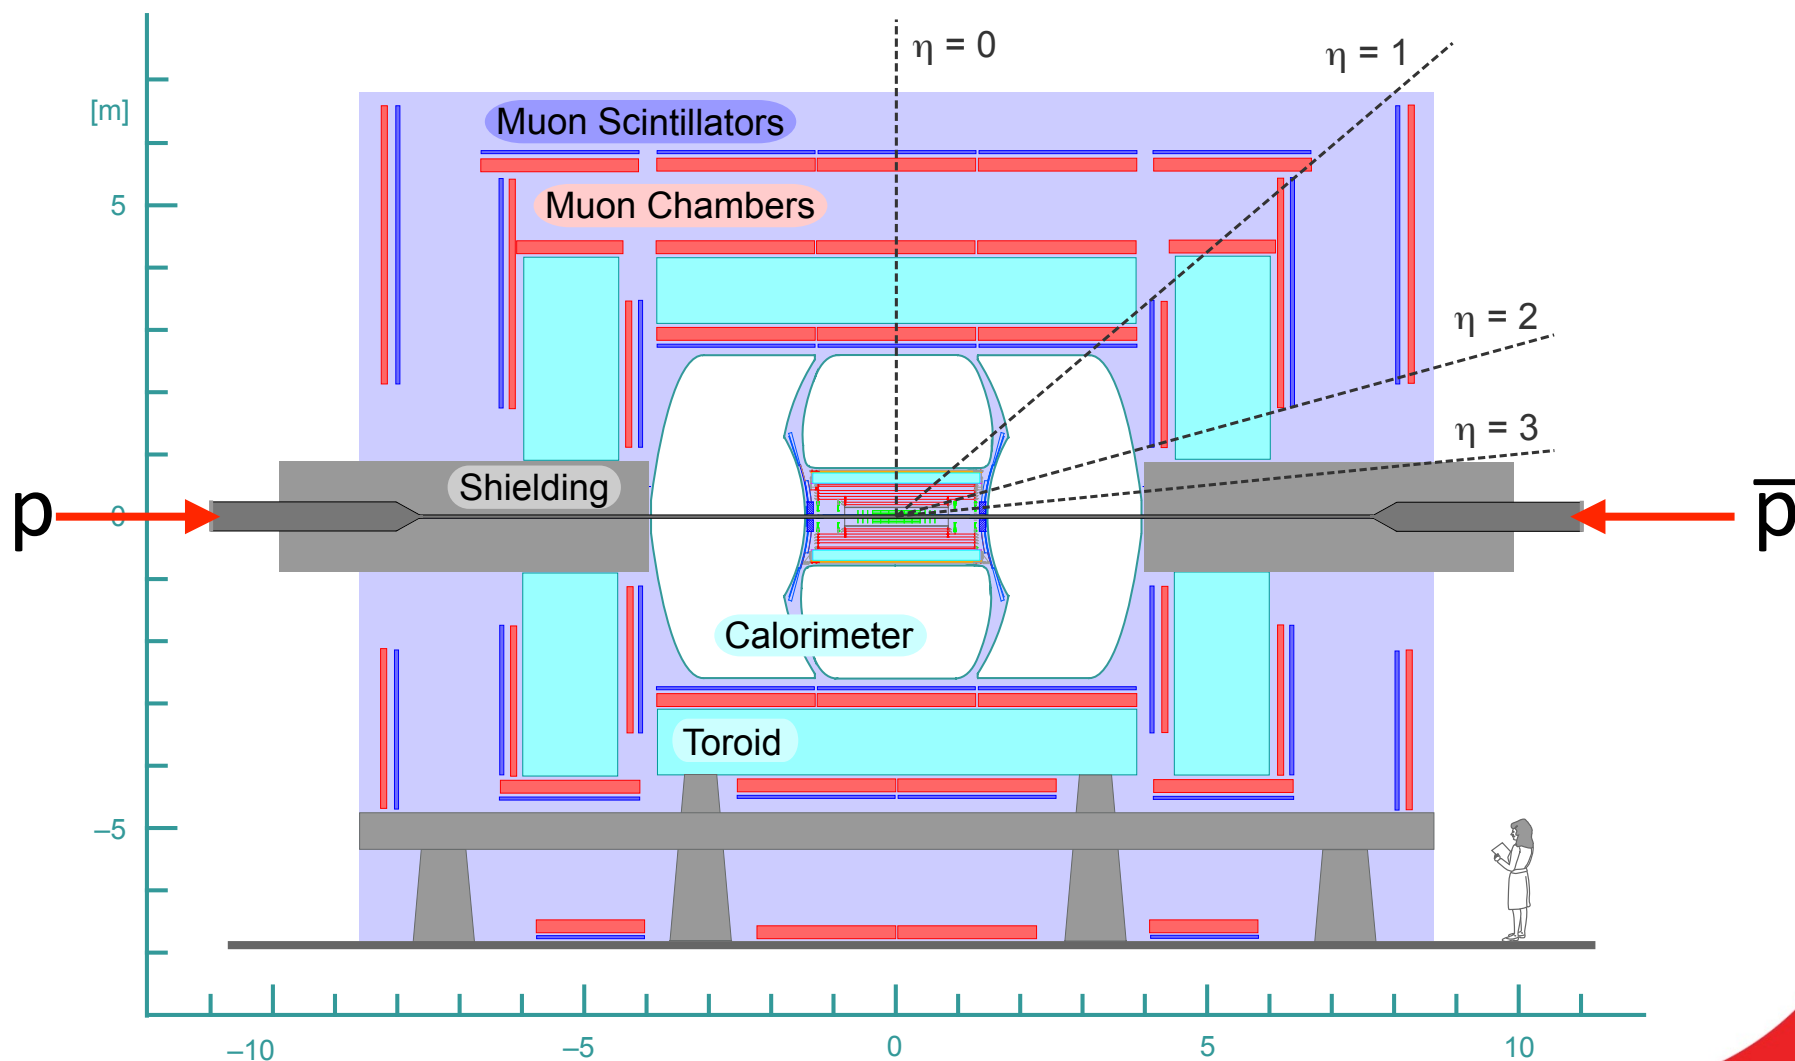 η = 0
η = 1
[m]
Muon Scintillators
5
Muon Chambers
η = 2
η = 3
Shielding
p
0
p̅
Calorimeter
Toroid
–5
–10
–5
0
5
10